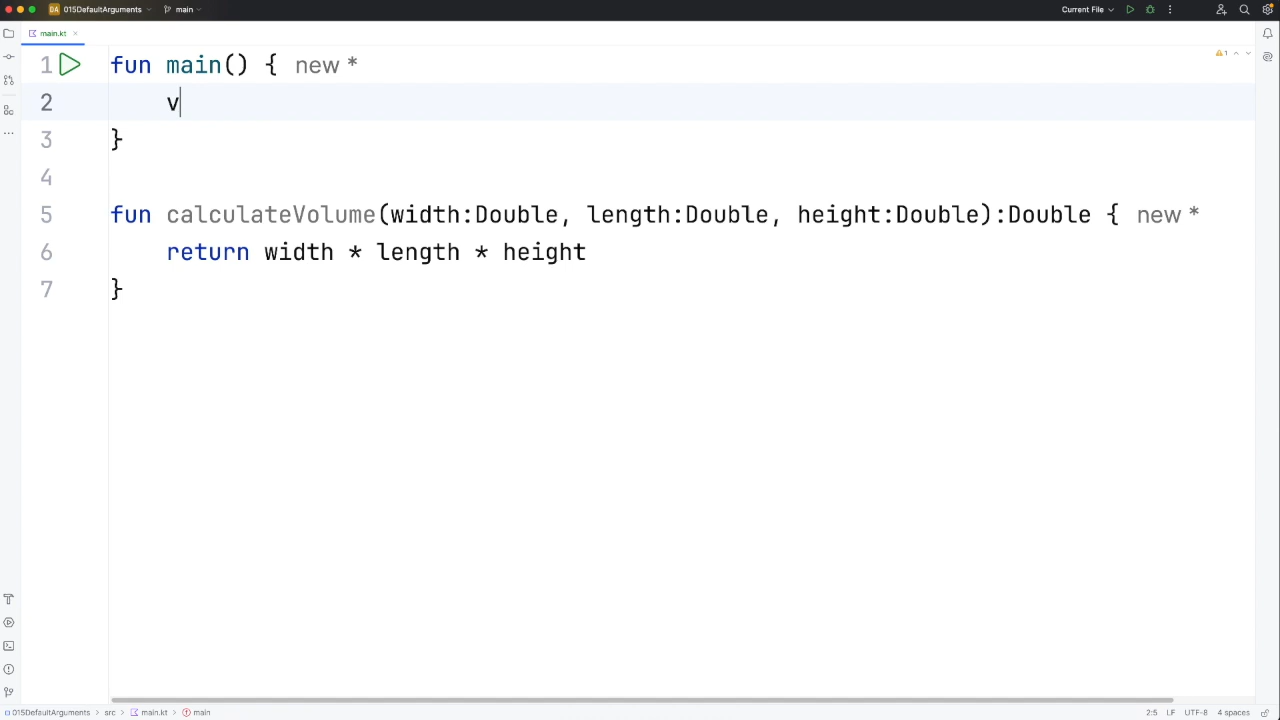 DA 015DefaultArguments main Current File
main.kt
1 fun main() { new *
1
2 v
3 }
4
5 fun calculateVolume(width:Double, length:Double, height:Double):Double { new *
6 return width * length * height
7 }
015DefaultArguments > src > main.kt > main 2:5 LF UTF-8 4 spaces